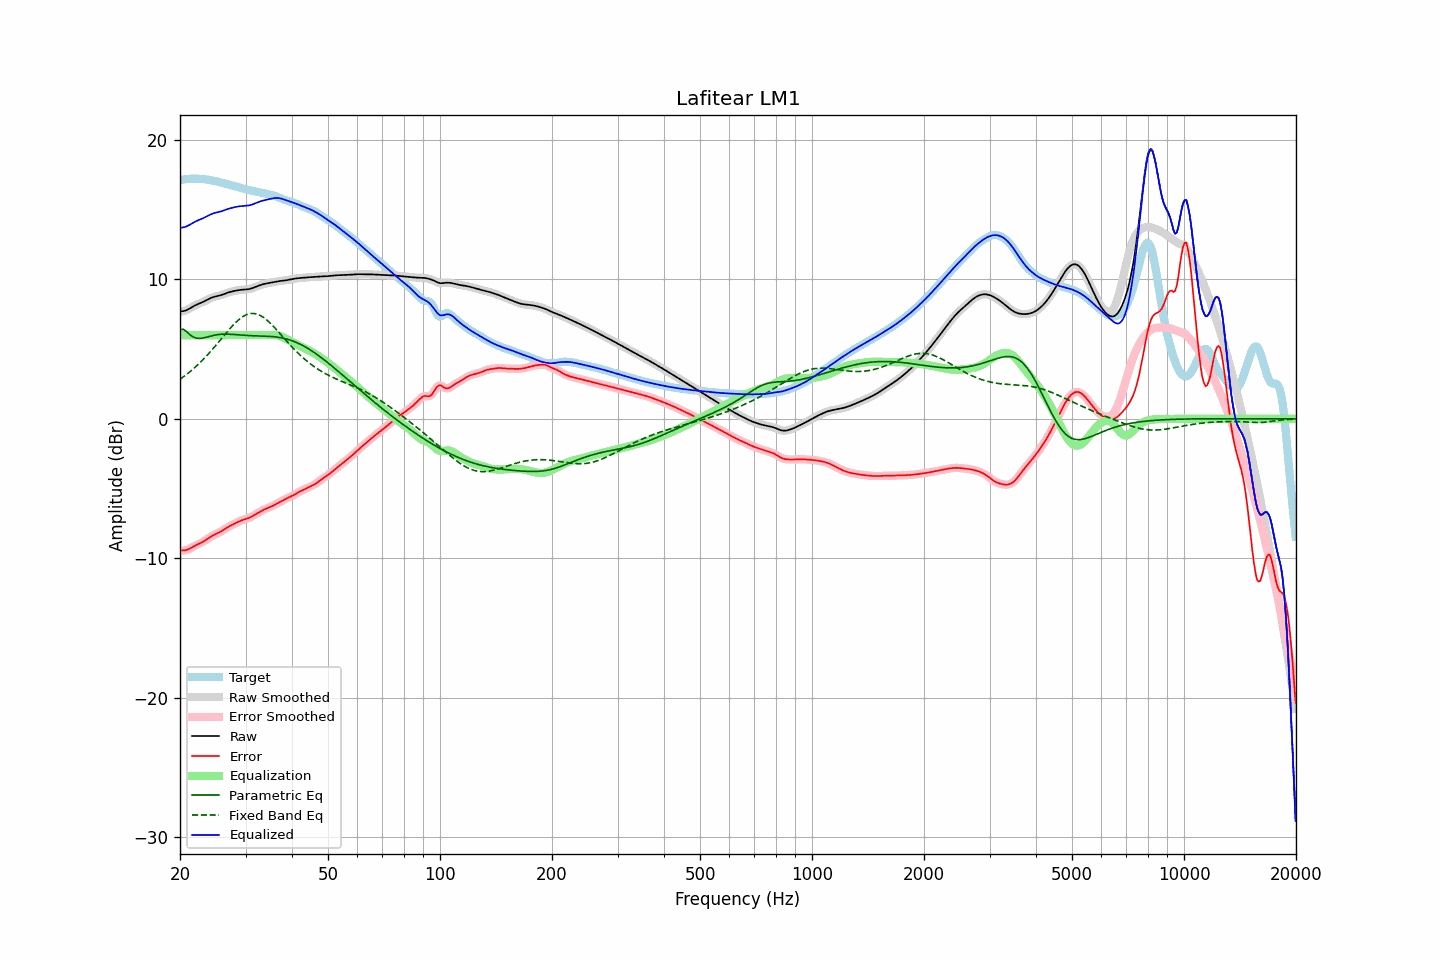 Lafitear LM1
20
10
0
−10
−20
−30
Amplitude (dBr)
Target
Raw Smoothed
Error Smoothed
Raw
Error
Equalization
Parametric Eq
Fixed Band Eq
Equalized
20 50 100 200 500 1000 2000 5000 10000 20000
Frequency (Hz)